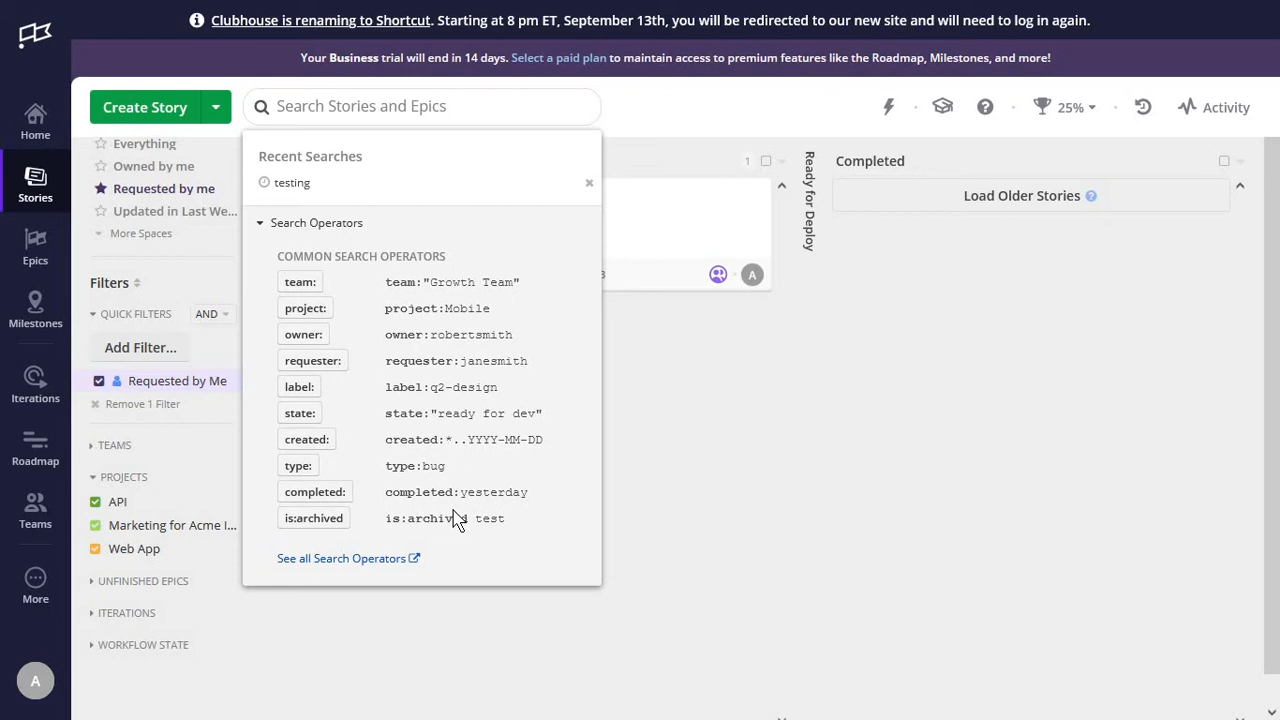 Clubhouse is renaming to Shortcut. Starting at 8 pm ET, September 13th, you will be redirected to our new site and will need to log in again.
Your Business trial will end in 14 days. Select a paid plan to maintain access to premium features like the Roadmap, Milestones, and more!
Create Story
Search Stories and Epics
25%
Activity
Home
Stories
Epics
Milestones
Iterations
Roadmap
Teams
More
A
Everything
Owned by me
Requested by me
Updated in Last We...
More Spaces
Filters
QUICK FILTERS
AND
Add Filter...
Requested by Me
Remove 1 Filter
TEAMS
PROJECTS
API
Marketing for Acme I...
Web App
UNFINISHED EPICS
ITERATIONS
WORKFLOW STATE
Recent Searches
testing
Search Operators
COMMON SEARCH OPERATORS
team: team:"Growth Team"
project: project:Mobile
owner: owner:robertsmith
requester: requester:janesmith
label: label:q2-design
state: state:"ready for dev"
created: created:*..YYYY-MM-DD
type: type:bug
completed: completed:yesterday
is:archived is:archived test
See all Search Operators
1
A
Ready for Deploy
Completed
Load Older Stories